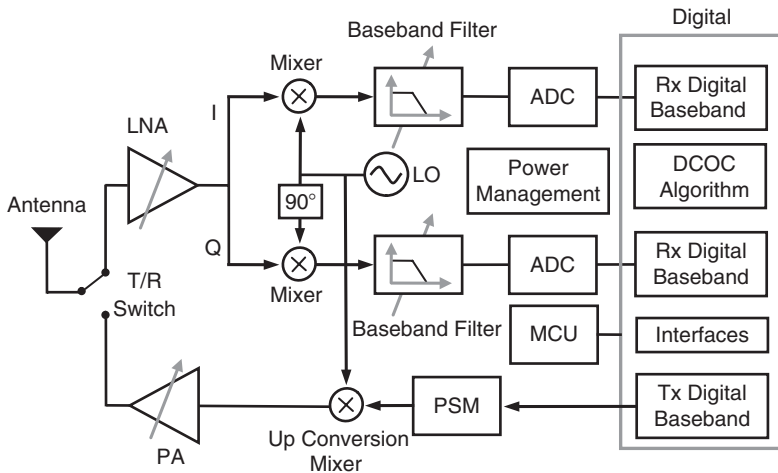 Digital
Baseband Filter
Mixer
ADC
Rx Digital
Baseband
I
LNA
LO
Power
Management
DCOC
Algorithm
90°
Antenna
Q
ADC
Rx Digital
Baseband
T/R
Switch
Mixer
Baseband Filter
MCU
Interfaces
PSM
Tx Digital
Baseband
Up Conversion
Mixer
PA